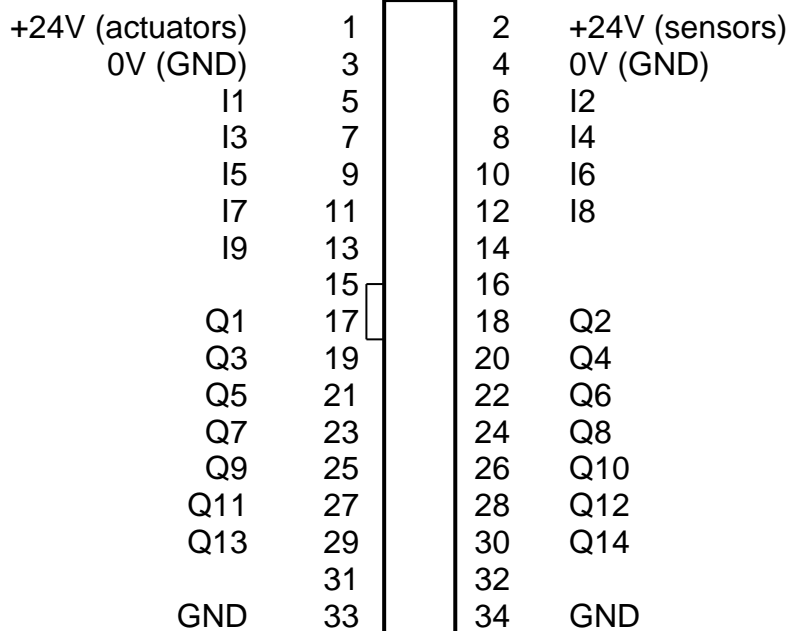 +24V (actuators) 1 2 +24V (sensors)
0V (GND) 3 4 0V (GND)
I1 5 6 I2
I3 7 8 I4
I5 9 10 I6
I7 11 12 I8
I9 13 14
15 16
Q1 17 18 Q2
Q3 19 20 Q4
Q5 21 22 Q6
Q7 23 24 Q8
Q9 25 26 Q10
Q11 27 28 Q12
Q13 29 30 Q14
31 32
GND 33 34 GND